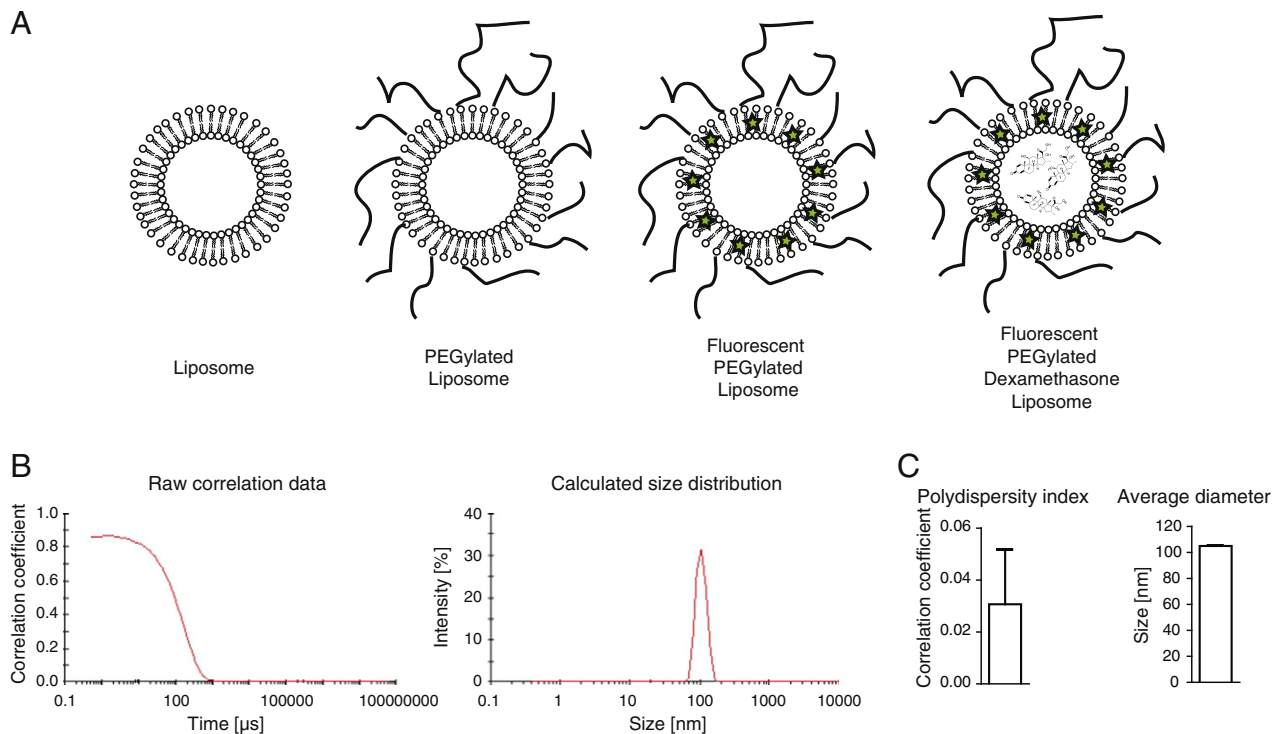 A
Liposome
PEGylated
Liposome
Fluorescent
PEGylated
Liposome
Fluorescent
PEGylated
Dexamethasone
Liposome
B
Raw correlation data
Correlation coefficient
1.0
0.8
0.6
0.4
0.2
0.0
0.1
100
100000
100000000
Time [µs]
Calculated size distribution
Intensity [%]
40
30
20
10
0
0.1
1
10
100
1000
10000
Size [nm]
C
Polydispersity index
Correlation coefficient
0.06
0.04
0.02
0.00
Average diameter
Size [nm]
120
100
80
60
40
20
0